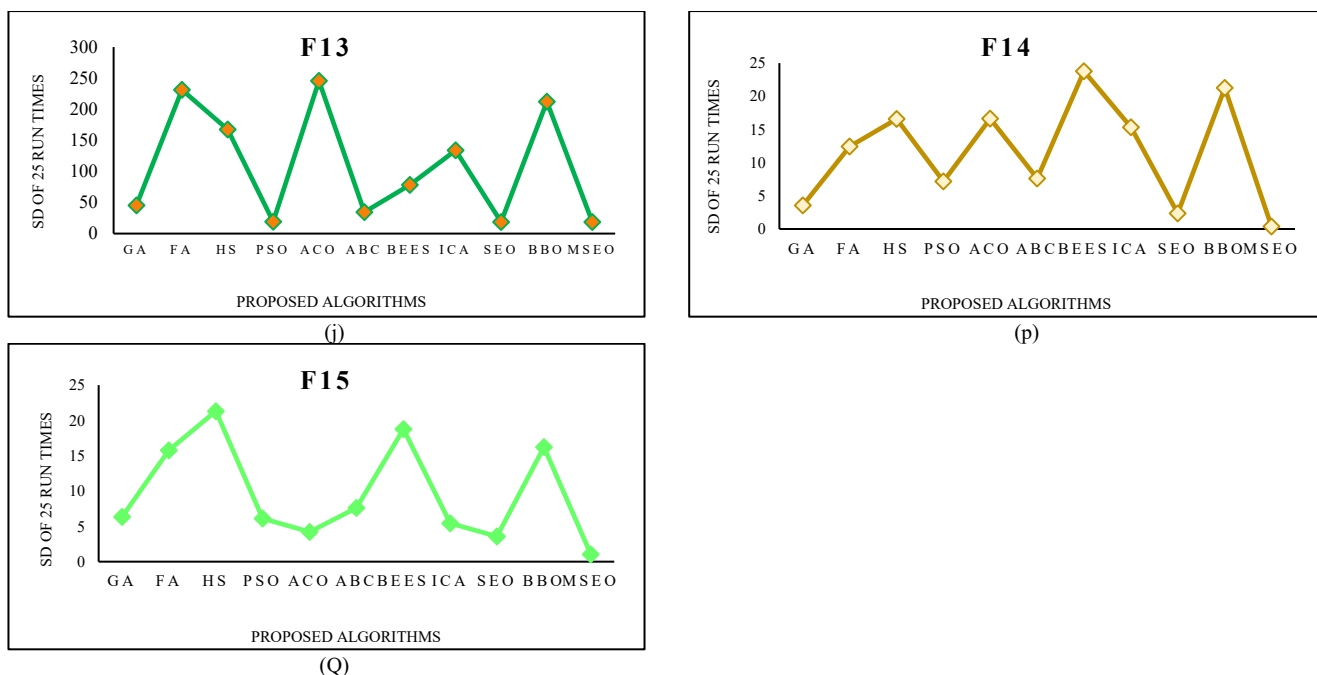 F13
SD OF 25 RUN TIMES
300
250
200
150
100
50
0
GA FA HS PSO ACO ABC BEES ICA SEO BBO MSEO
PROPOSED ALGORITHMS
(j)
F14
SD OF 25 RUN TIMES
25
20
15
10
5
0
GA FA HS PSO ACO ABC BEES ICA SEO BBO MSEO
PROPOSED ALGORITHMS
(p)
F15
SD OF 25 RUN TIMES
25
20
15
10
5
0
GA FA HS PSO ACO ABC BEES ICA SEO BBO MSEO
PROPOSED ALGORITHMS
(Q)